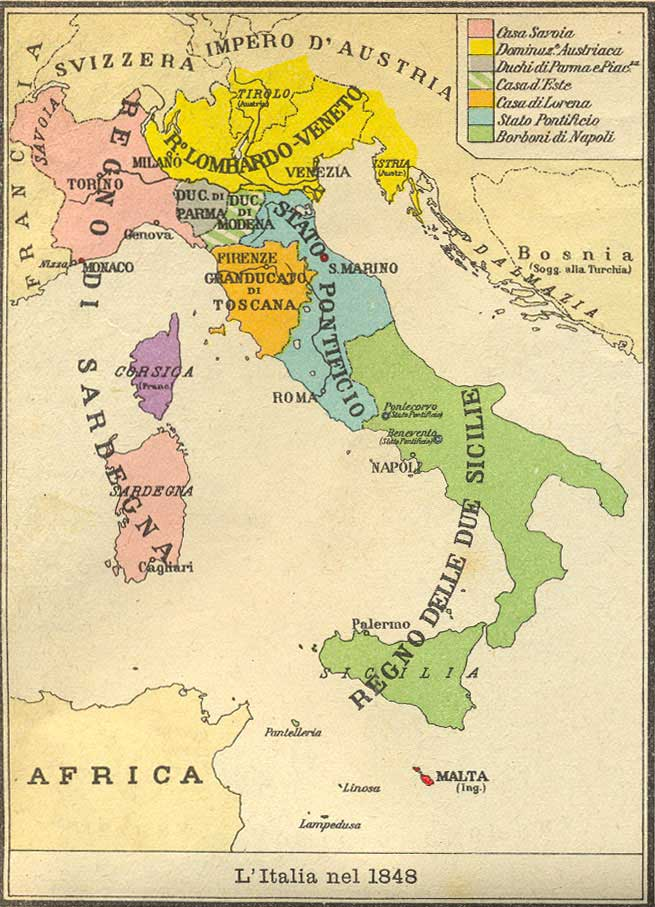 Casa Savoia
Dominaz.ᵉ Austriaca
Duchi di Parma e Piac.ᶻᵃ
Casa d'Este
Casa di Lorena
Stato Pontificio
Borboni di Napoli
SVIZZERA
IMPERO D'AUSTRIA
FRANCIA
SAVOIA
REGNO DI SARDEGNA
TIROLO
(Austria)
R.º LOMBARDO-VENETO
MILANO
VENEZIA
ISTRIA
(Austr.)
TORINO
DUC. DI
PARMA
DUC.
DI
MODENA
Genova
Nizza
MONACO
FIRENZE
GRANDUCATO
DI
TOSCANA
STATO PONTIFICIO
S. MARINO
DALMAZIA
Bosnia
(Sogg. alla Turchia)
CORSICA
(Franc.)
ROMA
Pontecorvo
(Stato Pontificio)
Benevento
(Stato Pontificio)
NAPOLI
REGNO DELLE DUE SICILIE
SARDEGNA
Cagliari
Palermo
SICILIA
Pantelleria
AFRICA
MALTA
(Ing.)
Linosa
Lampedusa
L'Italia nel 1848